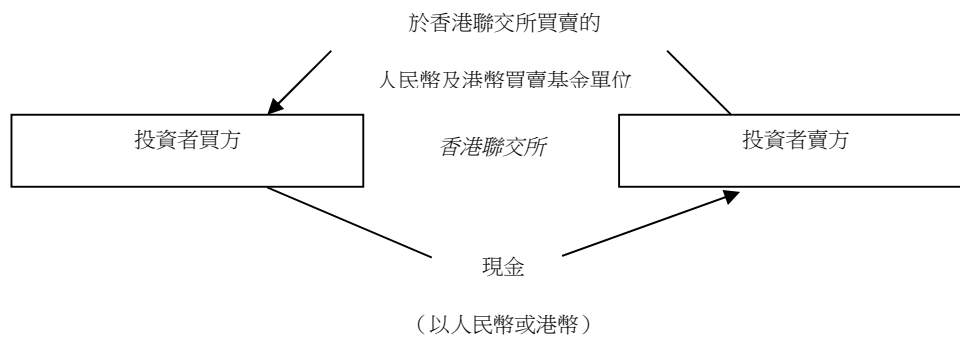 於香港聯交所買賣的
人民幣及港幣買賣基金單位
投資者買方
香港聯交所
投資者賣方
現金
（以人民幣或港幣）